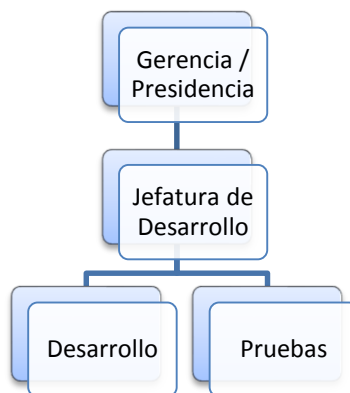 Gerencia /
Presidencia
Jefatura de
Desarrollo
Desarrollo
Pruebas